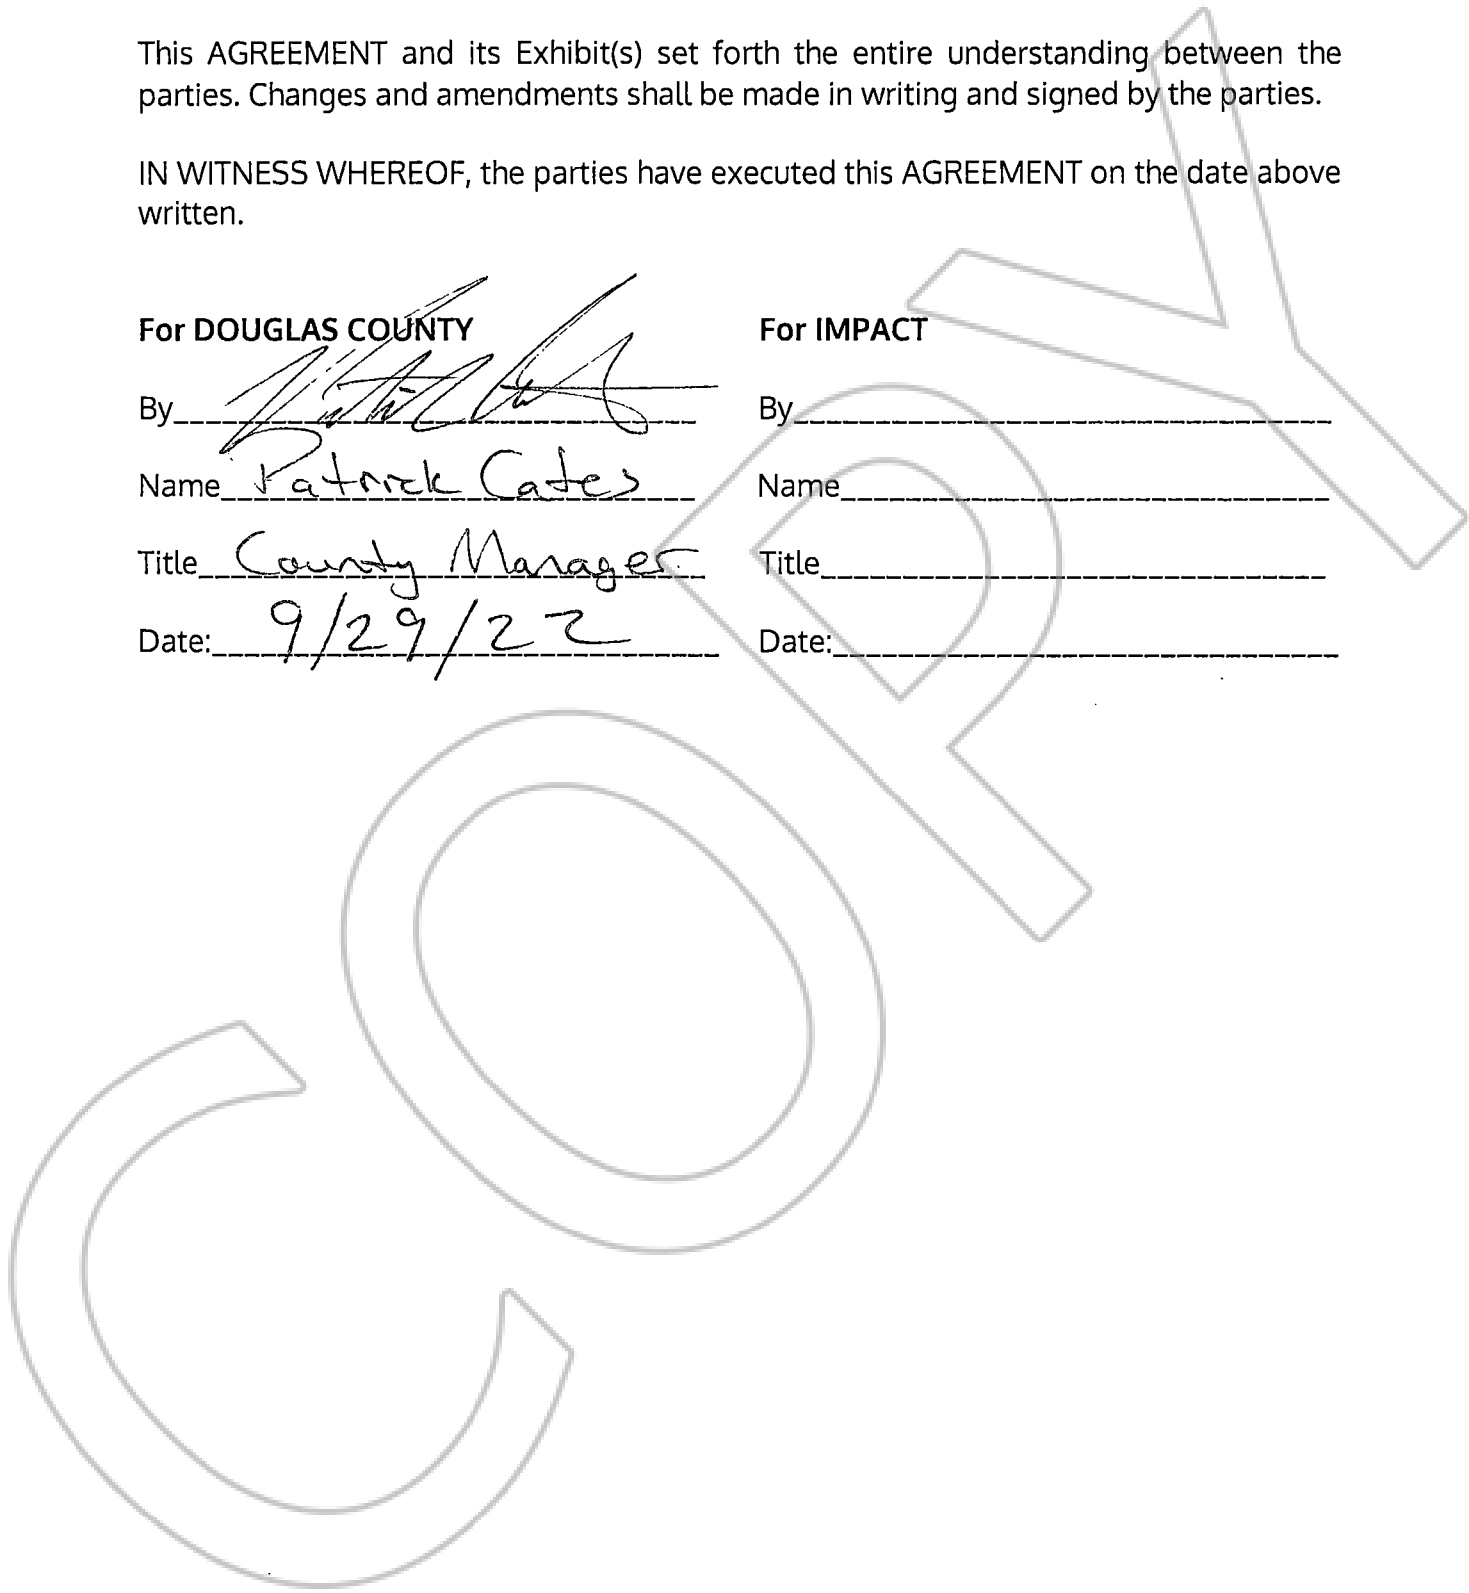 This AGREEMENT and its Exhibit(s) set forth the entire understanding between the
parties. Changes and amendments shall be made in writing and signed by the parties.
IN WITNESS WHEREOF, the parties have executed this AGREEMENT on the date above
written.
For DOUGLAS COUNTY
By
Name Patrick Cates
Title County Manager
Date: 9/29/22
For IMPACT
By
Name
Title
Date:
COPY